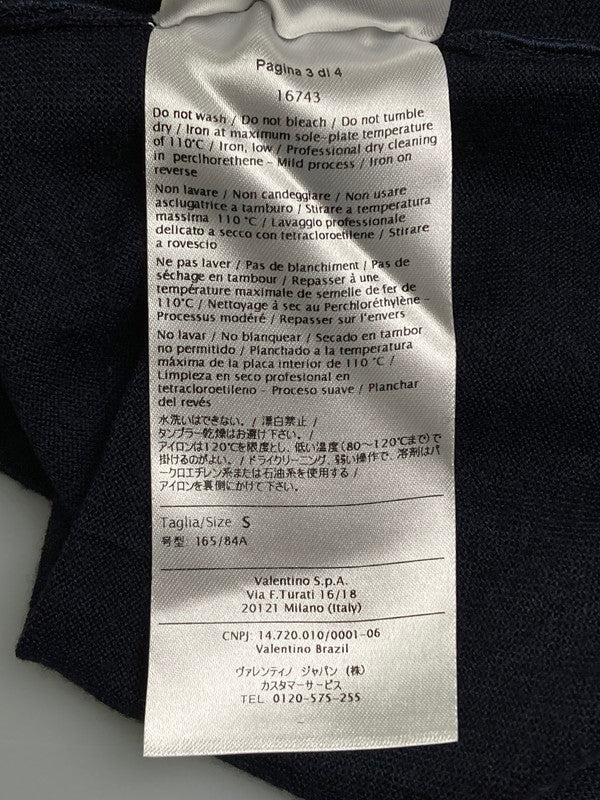 Pagina 3 di 4
16743
Do not wash / Do not bleach / Do not tumble
dry / Iron at maximum sole-plate temperature
of 110°C / Iron, low / Professional dry cleaning
in perclhorethene - Mild process / Iron on
reverse
Non lavare / Non candeggiare / Non usare
asclugatrice a tamburo / Stirare a temperatura
massima 110 °C / Lavaggio professionale
delicato a secco con tetracloroetilene / Stirare
a rovescio
Ne pas laver / Pas de blanchiment / Pas de
séchage en tambour / Repasser à une
température maximale de semelle de fer de
110°C / Nettoyage à sec au Perchloréthylène -
Processus modéré / Repasser sur l'envers
No lavar / No blanquear / Secado en tambor
no permitido / Planchado a la temperatura
máxima de la placa interior de 110 °C /
Limpieza en seco profesional en
tetracloroetileno - Proceso suave / Planchar
del revés
水洗いはできない。 / 漂白禁止 /
タンブラー乾燥はお避け下さい。 /
アイロンは120℃を限度とし、低い温度(80〜120℃まで)で
掛けるのがよい。 / ドライクリーニング、弱い操作で、溶剤はパ
ークロエチレン系または石油系を使用する /
アイロンを裏側にかけて下さい。
Taglia/Size S
号型: 165/84A
Valentino S.p.A.
Via F.Turati 16/18
20121 Milano (Italy)
CNPJ: 14.720.010/0001-06
Valentino Brazil
ヴァレンティノ ジャパン (株)
カスタマーサービス
TEL 0120-575-255